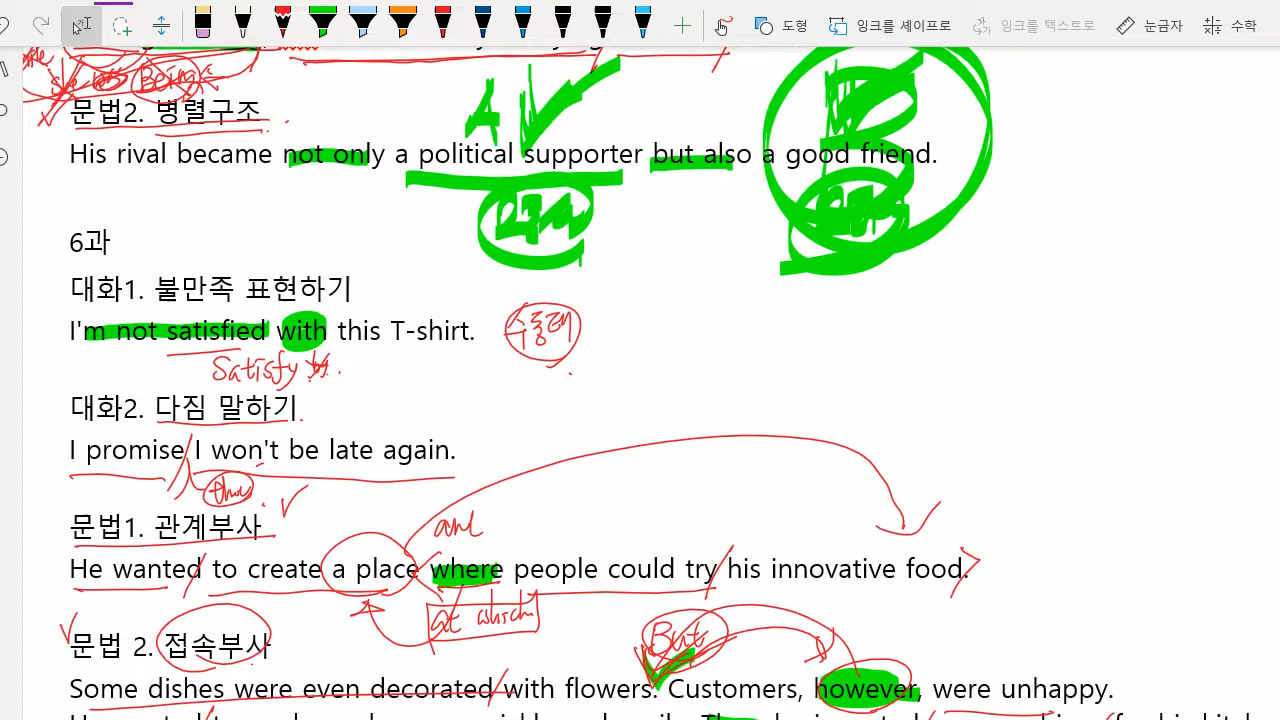 도형 잉크를 셰이프로 잉크를 텍스트로 눈금자 수학
she Being
문법2. 병렬구조
A
His rival became not only a political supporter but also a good friend.
6과
대화1. 불만족 표현하기
I'm not satisfied with this T-shirt. 수동태
Satisfy by
대화2. 다짐 말하기
I promise I won't be late again.
that
문법1. 관계부사
and
He wanted to create a place where people could try his innovative food.
at which
But
문법 2. 접속부사
Some dishes were even decorated with flowers. Customers, however, were unhappy.